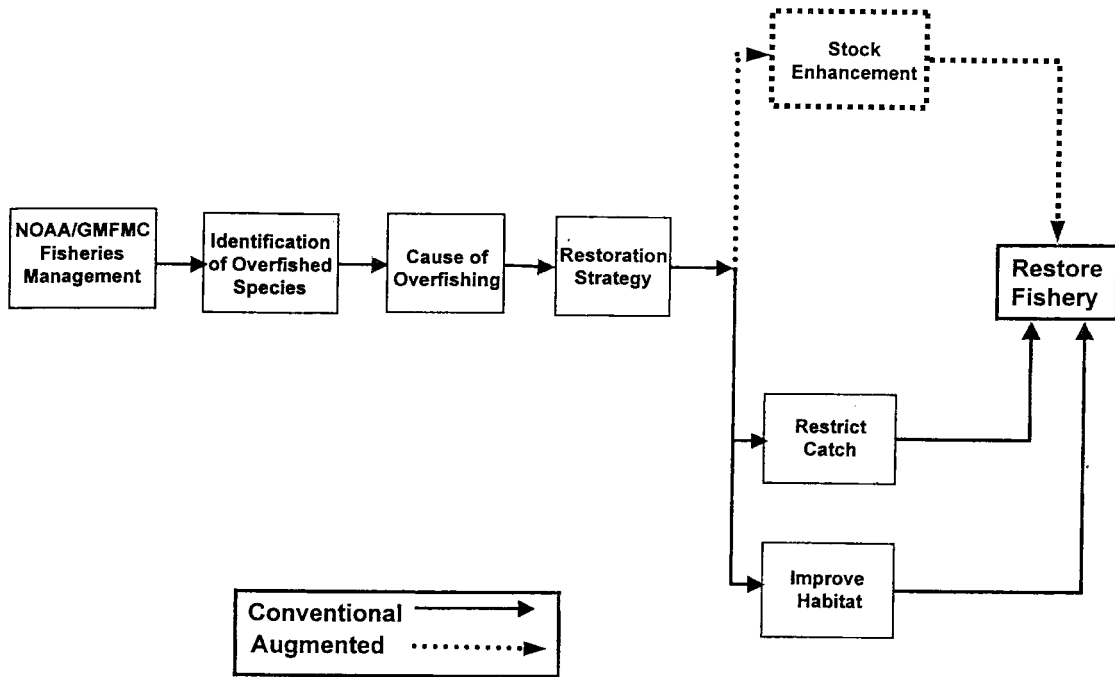 Stock
Enhancement
NOAA/GMFMC
Fisheries
Management
Identification
of Overfished
Species
Cause of
Overfishing
Restoration
Strategy
Restore
Fishery
Restrict
Catch
Improve
Habitat
Conventional
Augmented